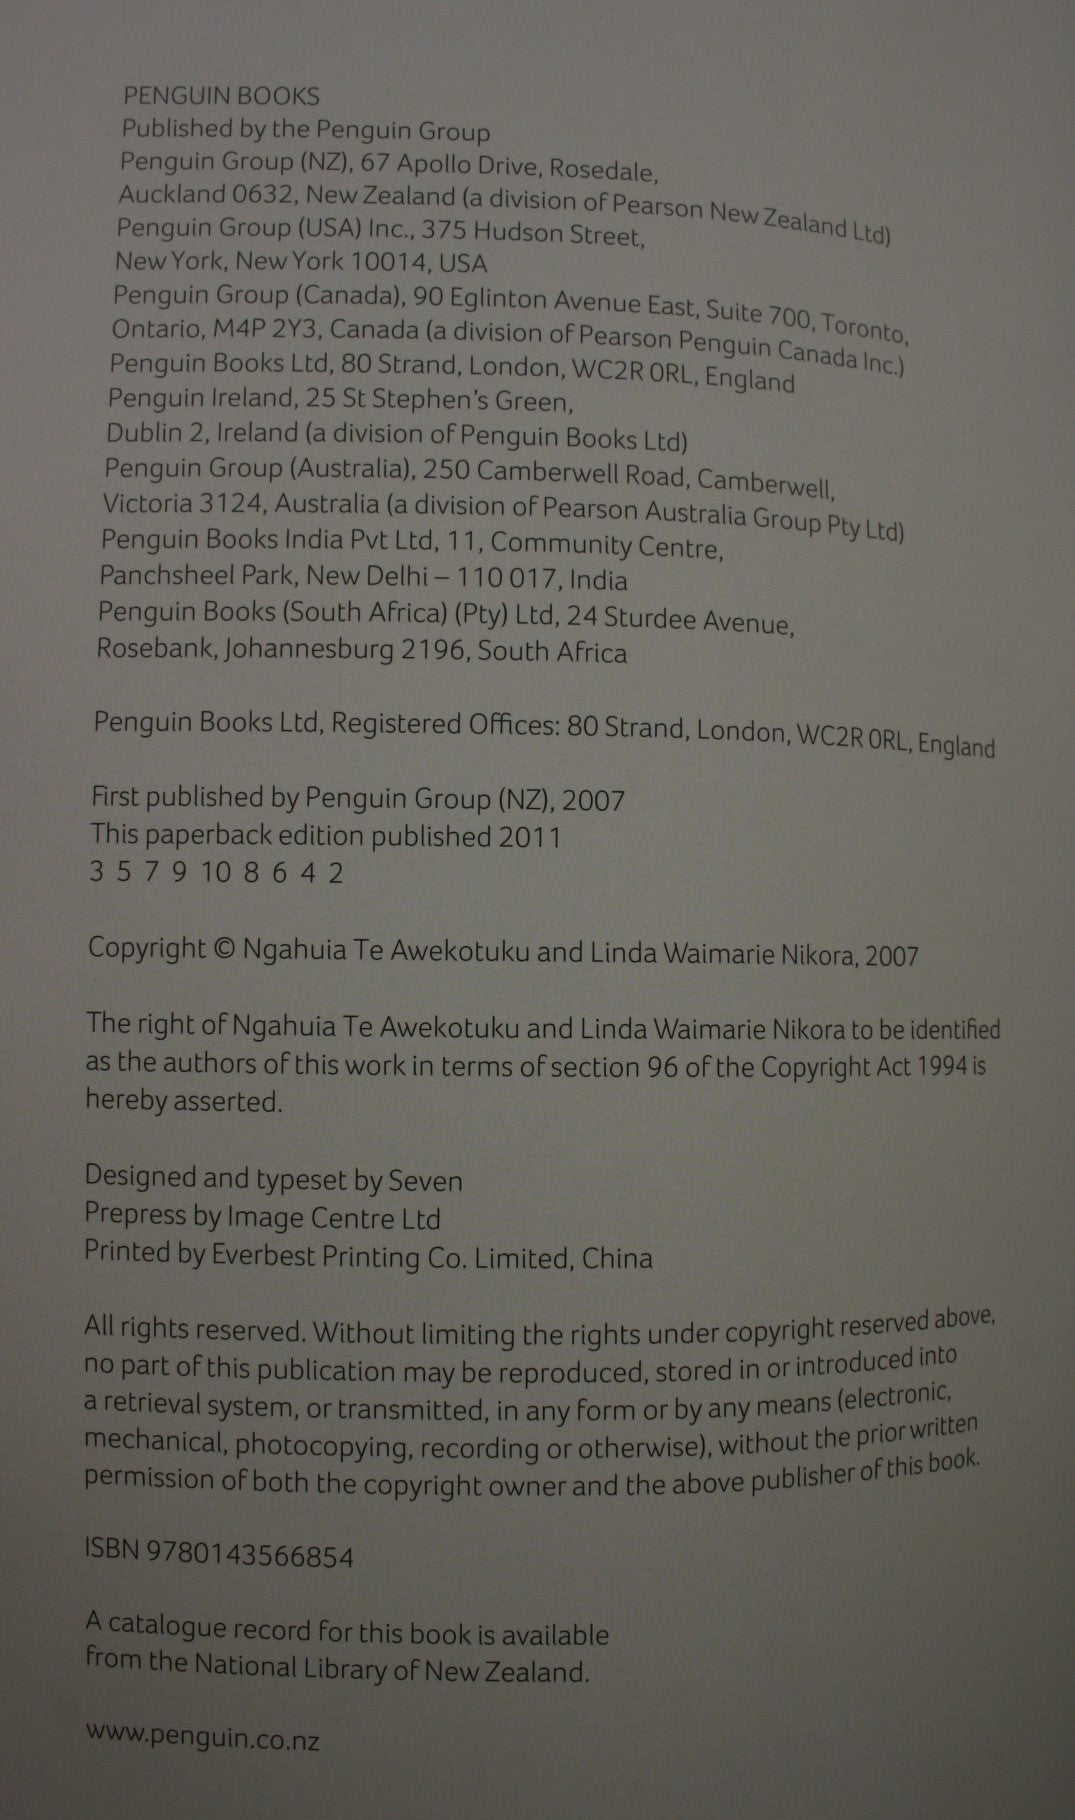 PENGUIN BOOKS
Published by the Penguin Group
Penguin Group (NZ), 67 Apollo Drive, Rosedale,
Auckland 0632, New Zealand (a division of Pearson New Zealand Ltd)
Penguin Group (USA) Inc., 375 Hudson Street,
New York, New York 10014, USA
Penguin Group (Canada), 90 Eglinton Avenue East, Suite 700, Toronto,
Ontario, M4P 2Y3, Canada (a division of Pearson Penguin Canada Inc.)
Penguin Books Ltd, 80 Strand, London, WC2R 0RL, England
Penguin Ireland, 25 St Stephen's Green,
Dublin 2, Ireland (a division of Penguin Books Ltd)
Penguin Group (Australia), 250 Camberwell Road, Camberwell,
Victoria 3124, Australia (a division of Pearson Australia Group Pty Ltd)
Penguin Books India Pvt Ltd, 11, Community Centre,
Panchsheel Park, New Delhi – 110 017, India
Penguin Books (South Africa) (Pty) Ltd, 24 Sturdee Avenue,
Rosebank, Johannesburg 2196, South Africa
Penguin Books Ltd, Registered Offices: 80 Strand, London, WC2R 0RL, England
First published by Penguin Group (NZ), 2007
This paperback edition published 2011
3 5 7 9 10 8 6 4 2
Copyright © Ngahuia Te Awekotuku and Linda Waimarie Nikora, 2007
The right of Ngahuia Te Awekotuku and Linda Waimarie Nikora to be identified
as the authors of this work in terms of section 96 of the Copyright Act 1994 is
hereby asserted.
Designed and typeset by Seven
Prepress by Image Centre Ltd
Printed by Everbest Printing Co. Limited, China
All rights reserved. Without limiting the rights under copyright reserved above,
no part of this publication may be reproduced, stored in or introduced into
a retrieval system, or transmitted, in any form or by any means (electronic,
mechanical, photocopying, recording or otherwise), without the prior written
permission of both the copyright owner and the above publisher of this book.
ISBN 9780143566854
A catalogue record for this book is available
from the National Library of New Zealand.
www.penguin.co.nz